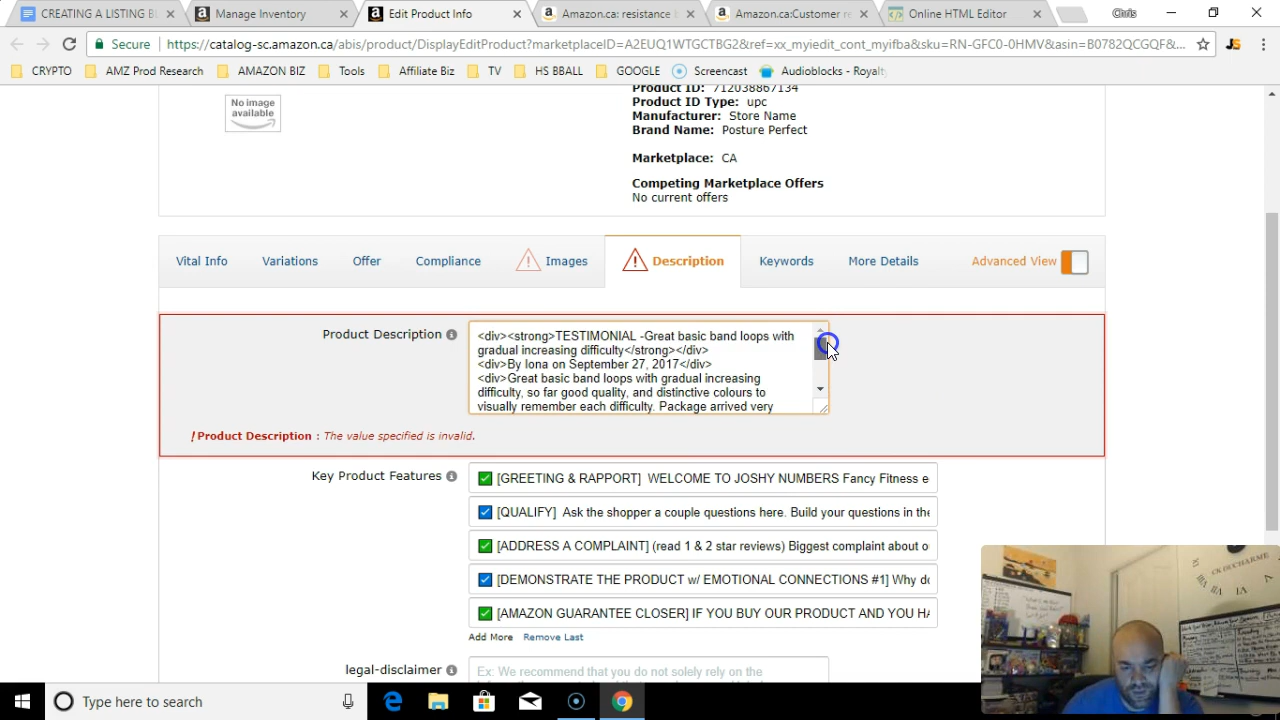 CREATING A LISTING BL
Manage Inventory
Edit Product Info
Amazon.ca: resistance b
Amazon.ca:Customer re
Online HTML Editor
Chris
Secure
https://catalog-sc.amazon.ca/abis/product/DisplayEditProduct?marketplaceID=A2EUQ1WTGCTBG2&ref=xx_myiedit_cont_myifba&sku=RN-GFC0-0HMV&asin=B0782QCGQF&...
CRYPTO
AMZ Prod Research
AMAZON BIZ
Tools
Affiliate Biz
TV
HS BBALL
GOOGLE
Screencast
Audioblocks - Royalt
No image
available
Product ID: 712038867134
Product ID Type: upc
Manufacturer: Store Name
Brand Name: Posture Perfect
Marketplace: CA
Competing Marketplace Offers
No current offers
Vital Info
Variations
Offer
Compliance
Images
Description
Keywords
More Details
Advanced View
Product Description
<div><strong>TESTIMONIAL -Great basic band loops with
gradual increasing difficulty</strong></div>
<div>By Iona on September 27, 2017</div>
<div>Great basic band loops with gradual increasing
difficulty, so far good quality, and distinctive colours to
visually remember each difficulty. Package arrived very
! Product Description : The value specified is invalid.
Key Product Features
[GREETING & RAPPORT] WELCOME TO JOSHY NUMBERS Fancy Fitness e
[QUALIFY] Ask the shopper a couple questions here. Build your questions in the
[ADDRESS A COMPLAINT] (read 1 & 2 star reviews) Biggest complaint about o
[DEMONSTRATE THE PRODUCT w/ EMOTIONAL CONNECTIONS #1] Why do
[AMAZON GUARANTEE CLOSER] IF YOU BUY OUR PRODUCT AND YOU HA
Add More
Remove Last
legal-disclaimer
Ex: We recommend that you do not solely rely on the
CK DUCHARME
Type here to search